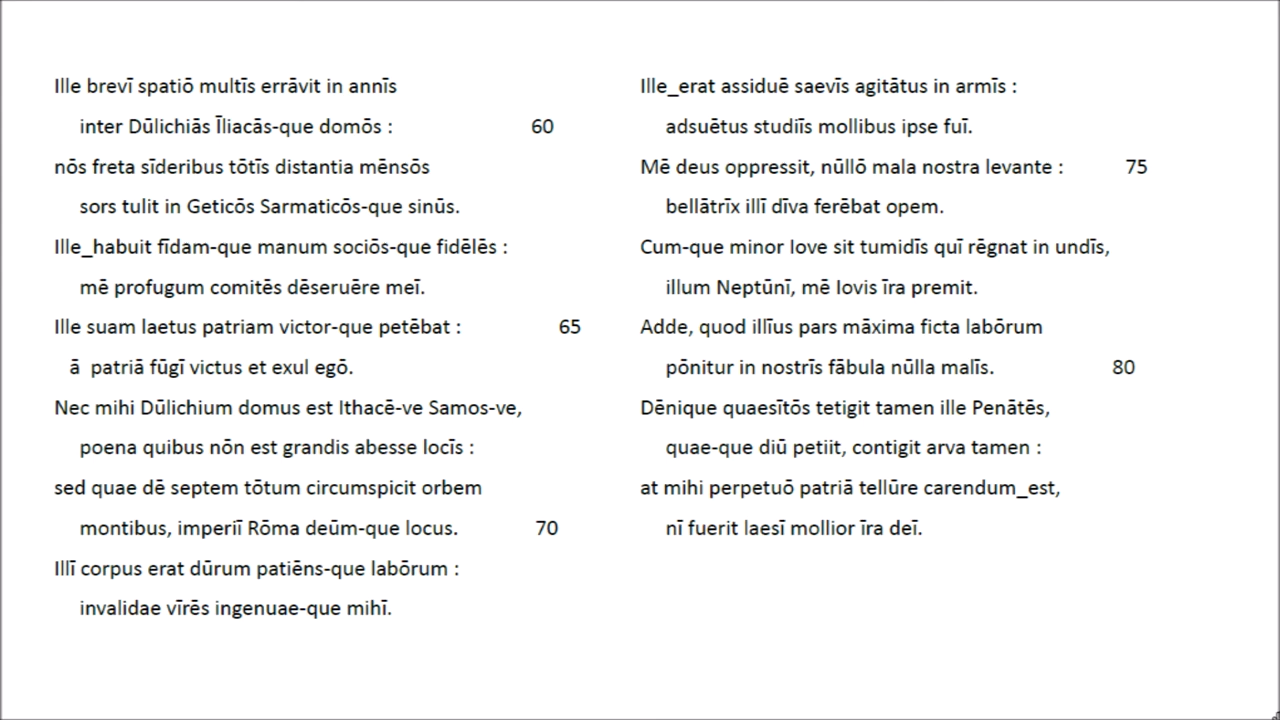 Ille brevī spatiō multīs errāvit in annīs
inter Dūlichiās Īliacās-que domōs : 60
nōs freta sīderibus tōtīs distantia mēnsōs
sors tulit in Geticōs Sarmaticōs-que sinūs.
Ille_habuit fīdam-que manum sociōs-que fidēlēs :
mē profugum comitēs dēseruēre meī.
Ille suam laetus patriam victor-que petēbat : 65
ā patriā fūgī victus et exul egō.
Nec mihi Dūlichium domus est Ithacē-ve Samos-ve,
poena quibus nōn est grandis abesse locīs :
sed quae dē septem tōtum circumspicit orbem
montibus, imperiī Rōma deūm-que locus. 70
Illī corpus erat dūrum patiēns-que labōrum :
invalidae vīrēs ingenuae-que mihī.
Ille_erat assiduē saevīs agitātus in armīs :
adsuētus studiīs mollibus ipse fuī.
Mē deus oppressit, nūllō mala nostra levante : 75
bellātrīx illī dīva ferēbat opem.
Cum-que minor Iove sit tumidīs quī rēgnat in undīs,
illum Neptūnī, mē Iovis īra premit.
Adde, quod illīus pars māxima ficta labōrum
pōnitur in nostrīs fābula nūlla malīs. 80
Dēnique quaesītōs tetigit tamen ille Penātēs,
quae-que diū petiit, contigit arva tamen :
at mihi perpetuō patriā tellūre carendum_est,
nī fuerit laesī mollior īra deī.